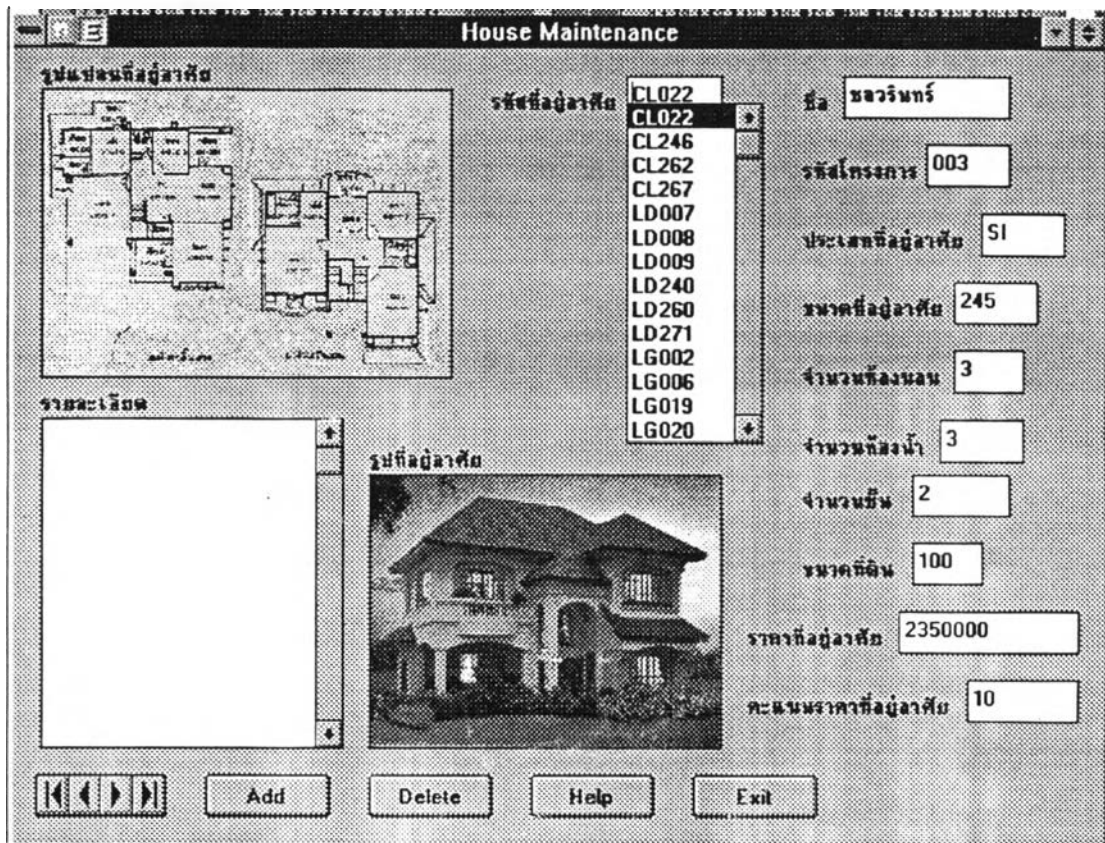 House Maintenance
รูปแปลนที่อยู่อาศัย
รหัสที่อยู่อาศัย CL022
CL022
CL246
CL262
CL267
LD007
LD008
LD009
LD240
LD260
LD271
LG002
LG006
LG019
LG020
ชื่อ ชลวรินทร์
รหัสโครงการ 003
ประเภทที่อยู่อาศัย SI
ขนาดที่อยู่อาศัย 245
จำนวนห้องนอน 3
จำนวนห้องน้ำ 3
จำนวนชั้น 2
ขนาดที่ดิน 100
ราคาที่อยู่อาศัย 2350000
คะแนนราคาที่อยู่อาศัย 10
รายละเอียด
รูปที่อยู่อาศัย
Add Delete Help Exit